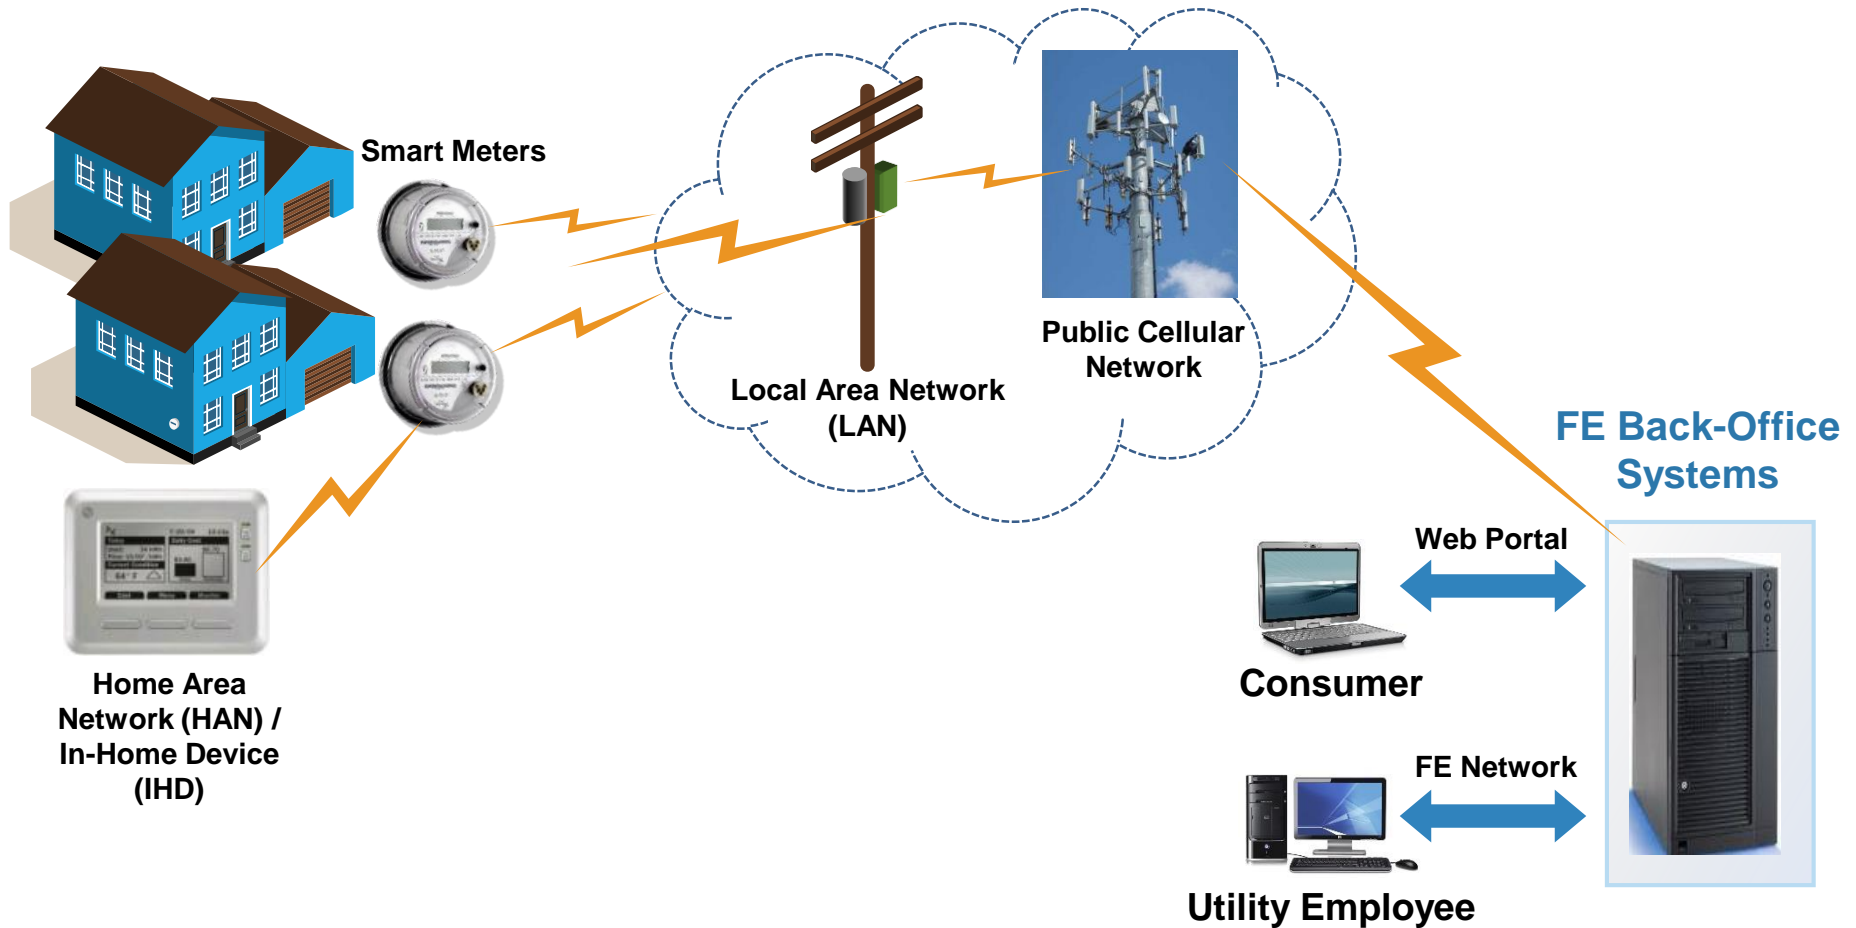 Smart Meters
Public Cellular
Network
Local Area Network
(LAN)
FE Back-Office
Systems
Web Portal
Consumer
Home Area
Network (HAN) /
In-Home Device
(IHD)
FE Network
Utility Employee